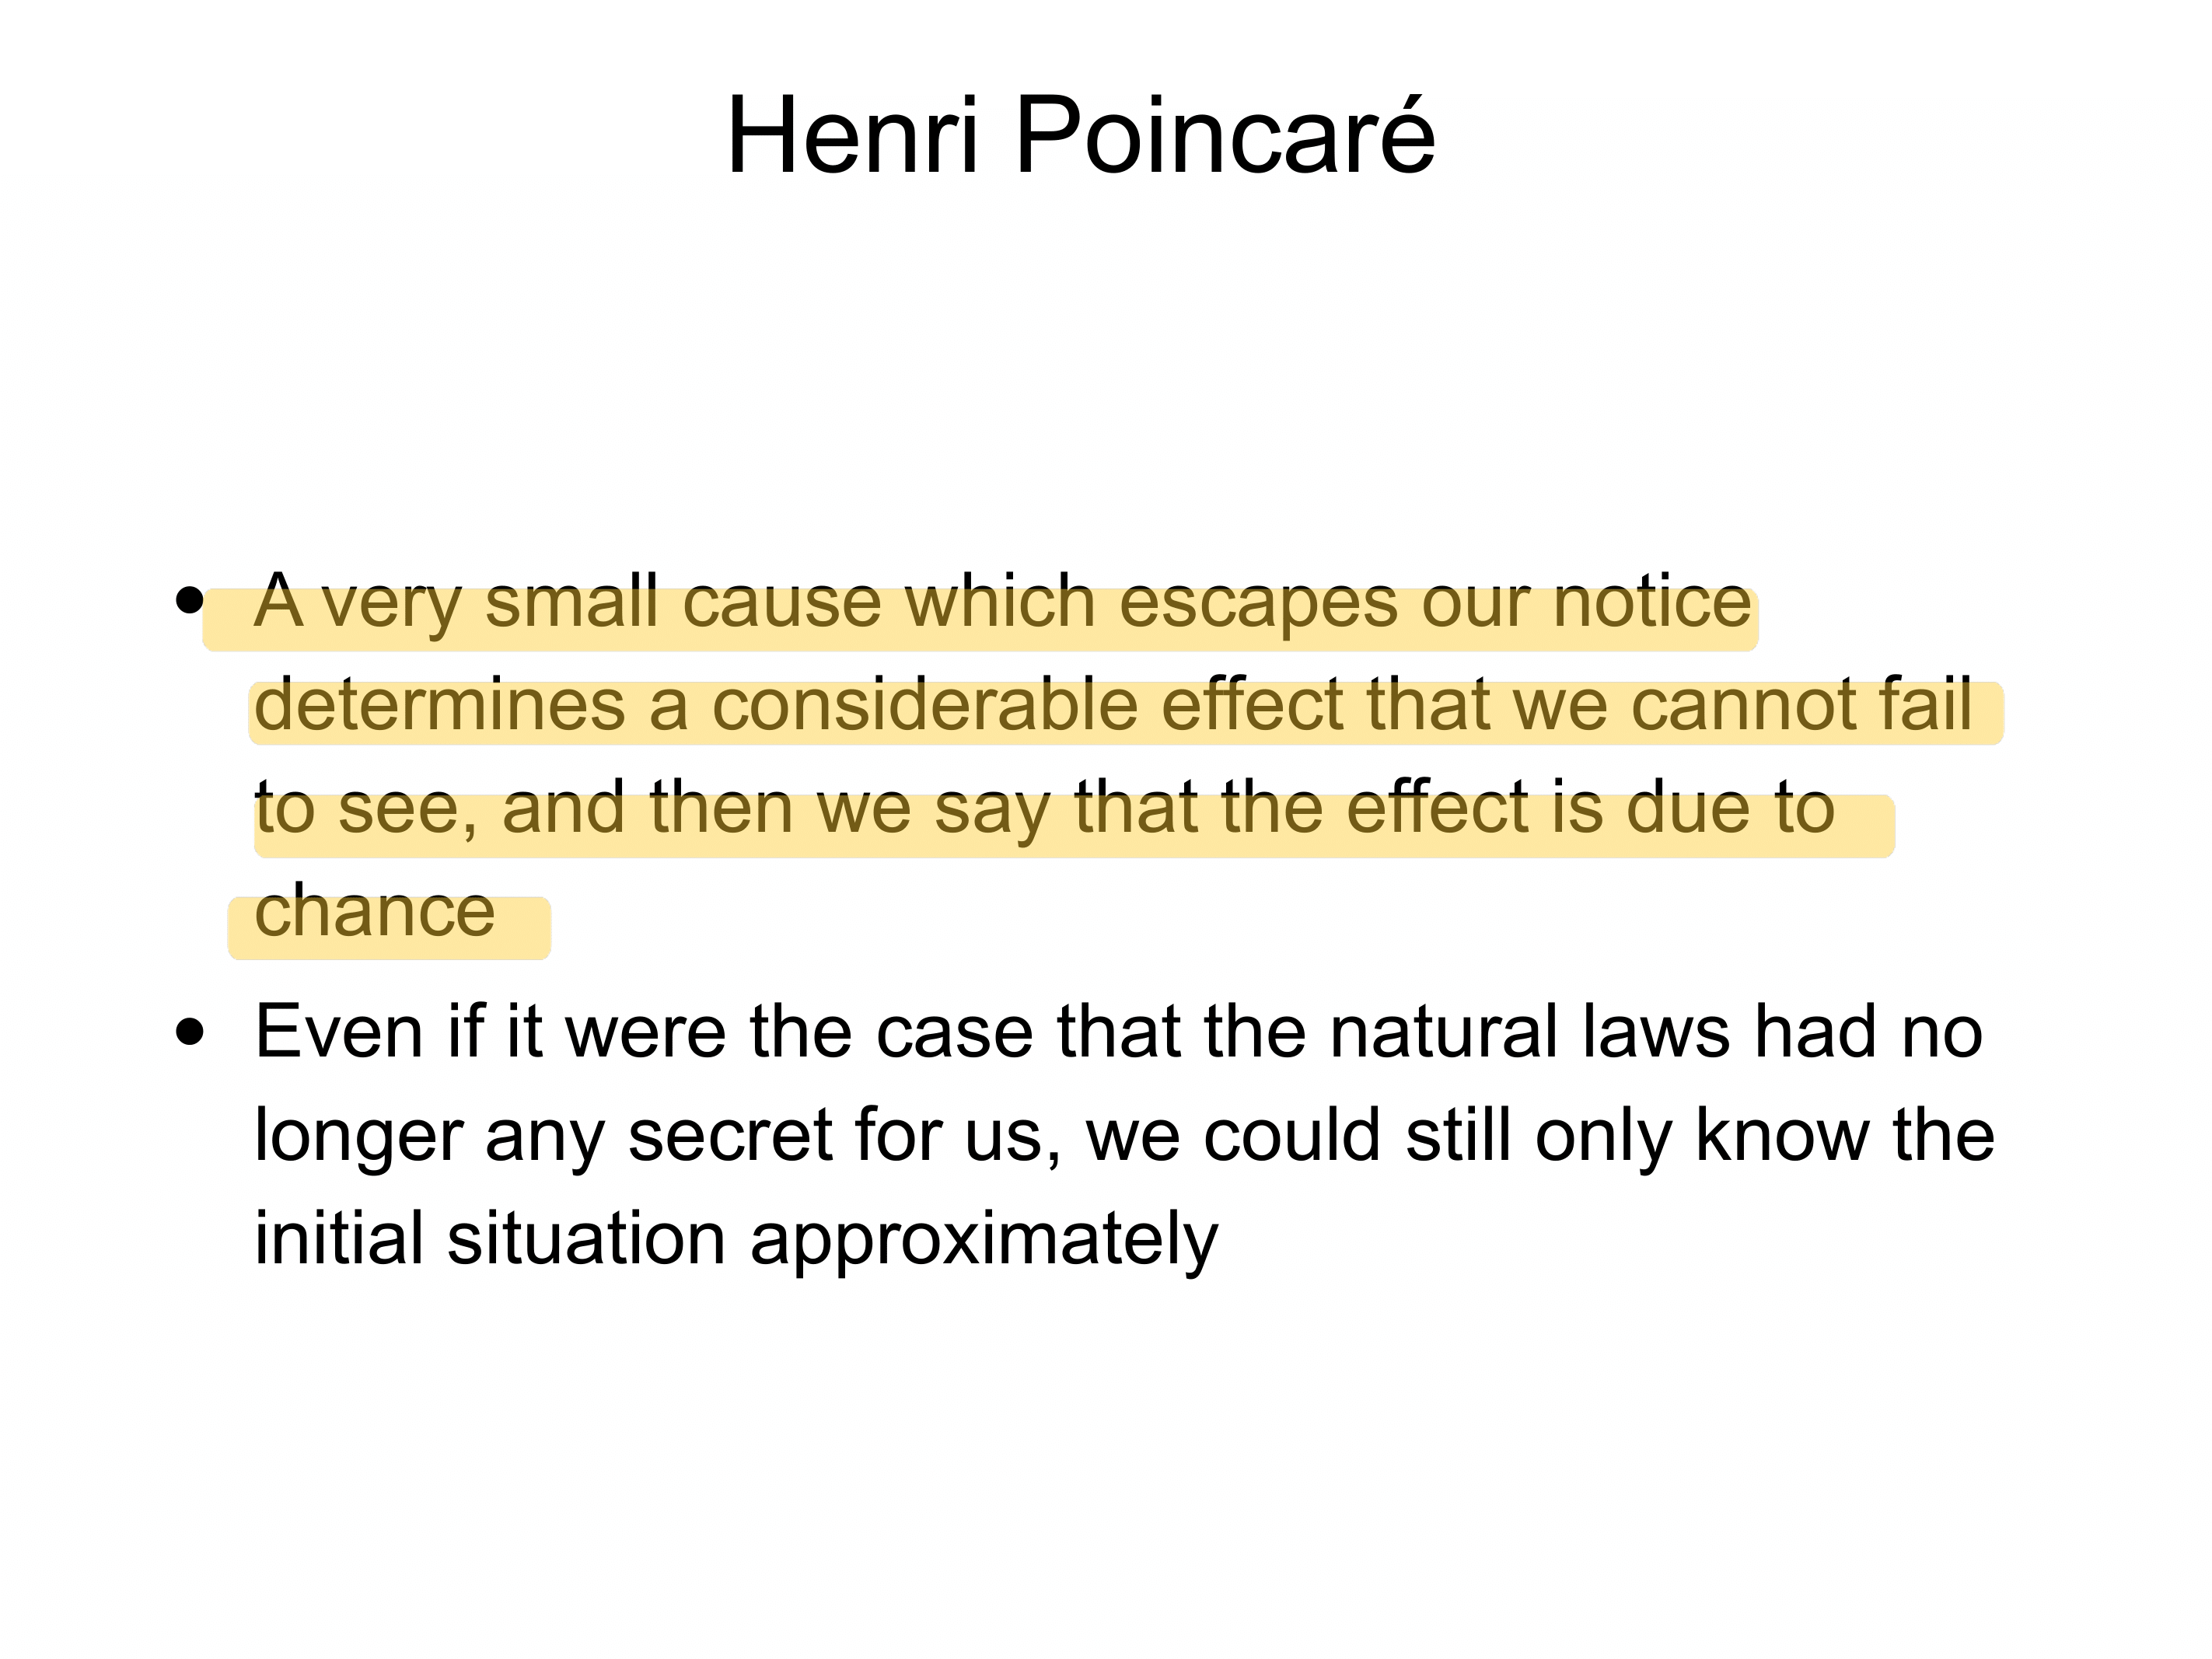 Henri Poincaré
• A very small cause which escapes our notice
determines a considerable effect that we cannot fail
to see, and then we say that the effect is due to
chance
• Even if it were the case that the natural laws had no
longer any secret for us, we could still only know the
initial situation approximately